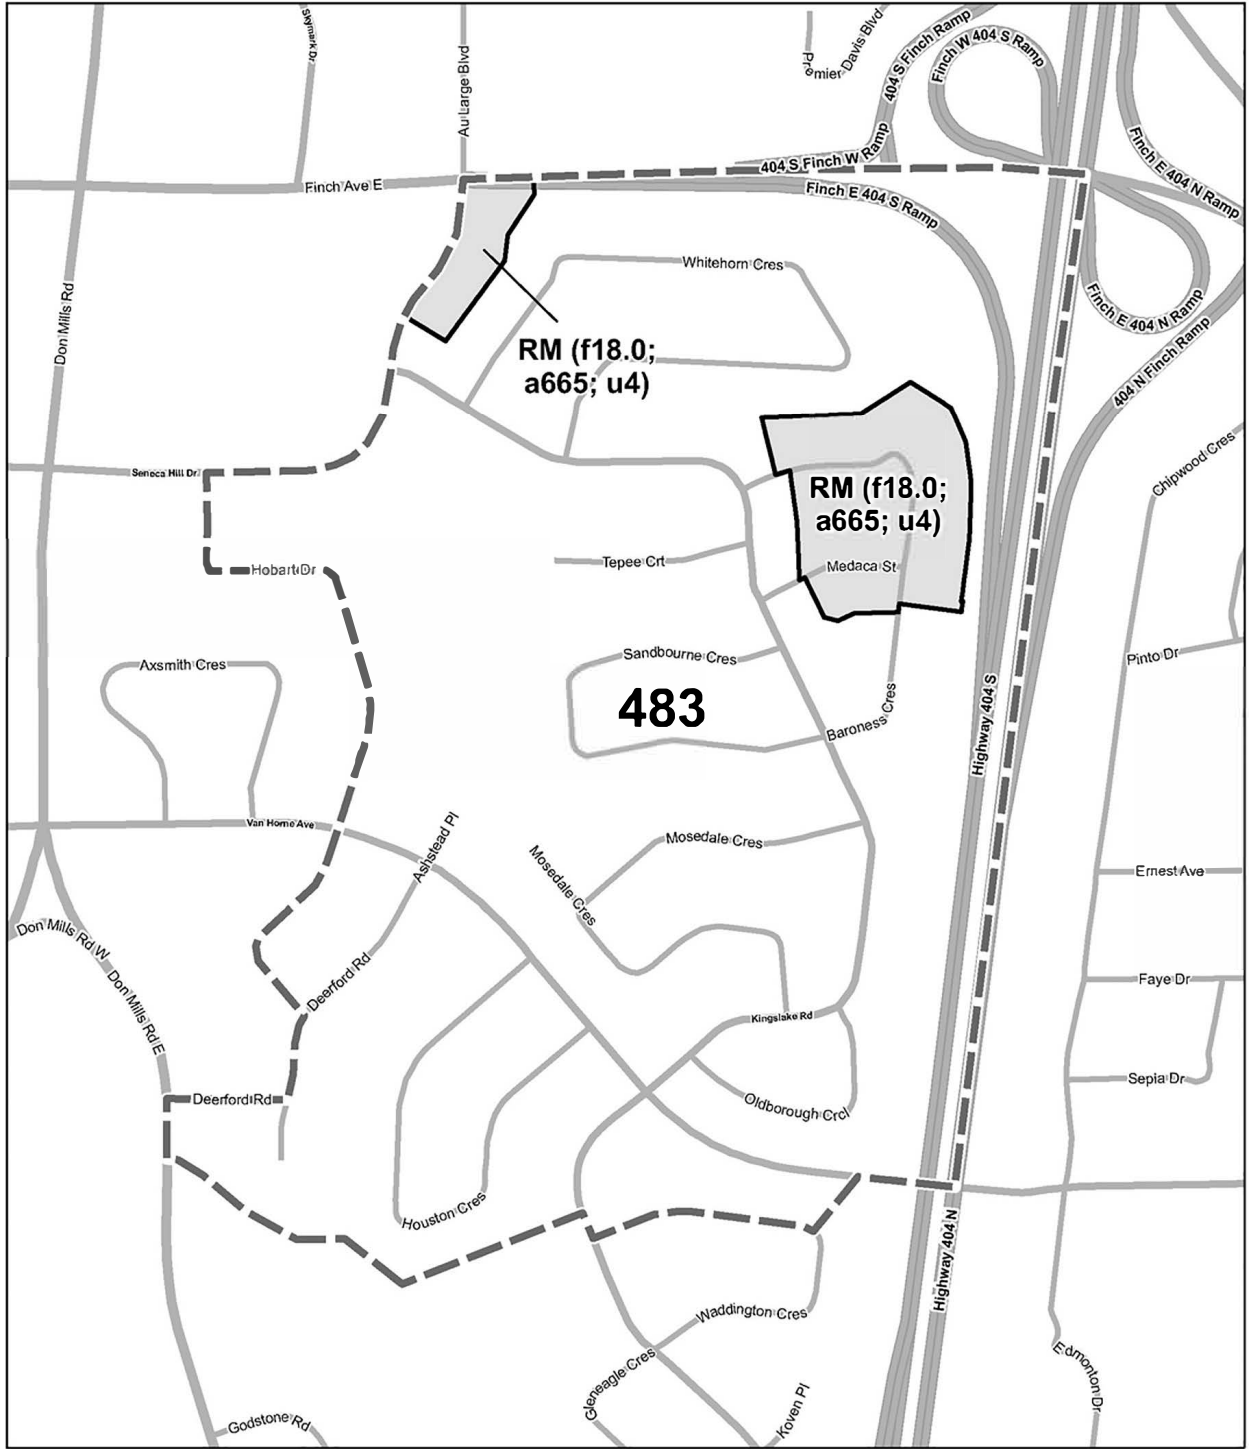 Skymark Dr
Au Large Blvd
Premier Davis Blvd
404 S Finch Ramp
Finch W 404 S Ramp
404 S Finch W Ramp
Finch E 404 N Ramp
Finch Ave E
Finch E 404 S Ramp
Whitehorn Cres
Don Mills Rd
Finch E 404 N Ramp
RM (f18.0;
a665; u4)
404 N Finch Ramp
Chipwood Cres
Seneca Hill Dr
RM (f18.0;
a665; u4)
Hobart Dr
Tepee Crt
Medaca St
Axsmith Cres
Sandbourne Cres
Pinto Dr
483
Baroness Cres
Highway 404 S
Van Horne Ave
Ashstead Pl
Mosedale Cres
Mosedale Cres
Ernest Ave
Don Mills Rd W
Don Mills Rd E
Deerford Rd
Faye Dr
Kingslake Rd
Sepia Dr
Deerford Rd
Oldborough Crcl
Houston Cres
Highway 404 N
Waddington Cres
Gleneagle Cres
Edmonton Dr
Koven Pl
Godstone Rd